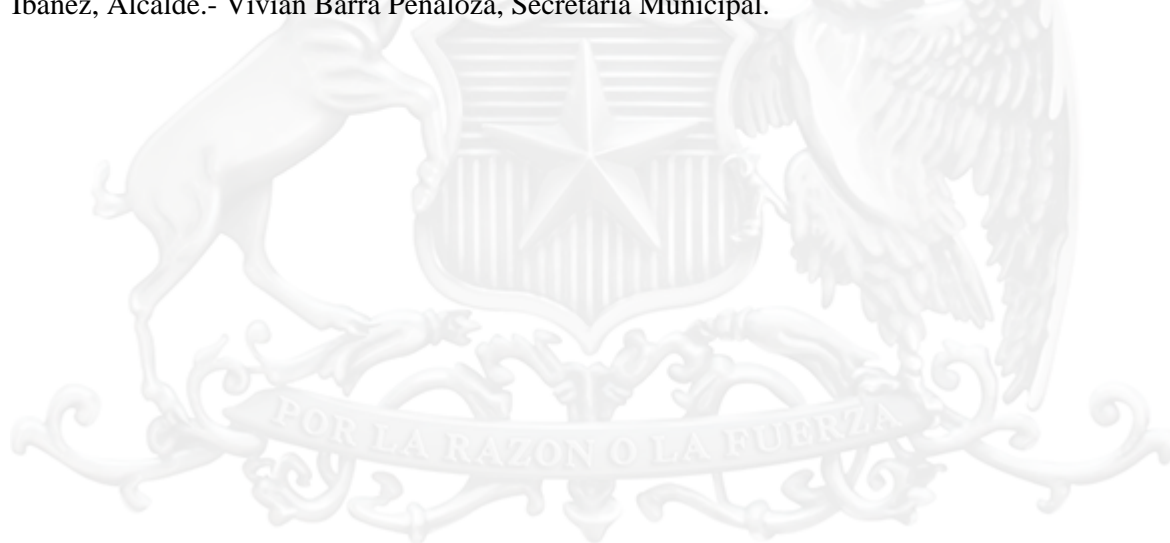 Ibáñez, Alcalde.- Vivian Barra Peñaloza, Secretaria Municipal.
POR LA RAZON O LA FUERZA